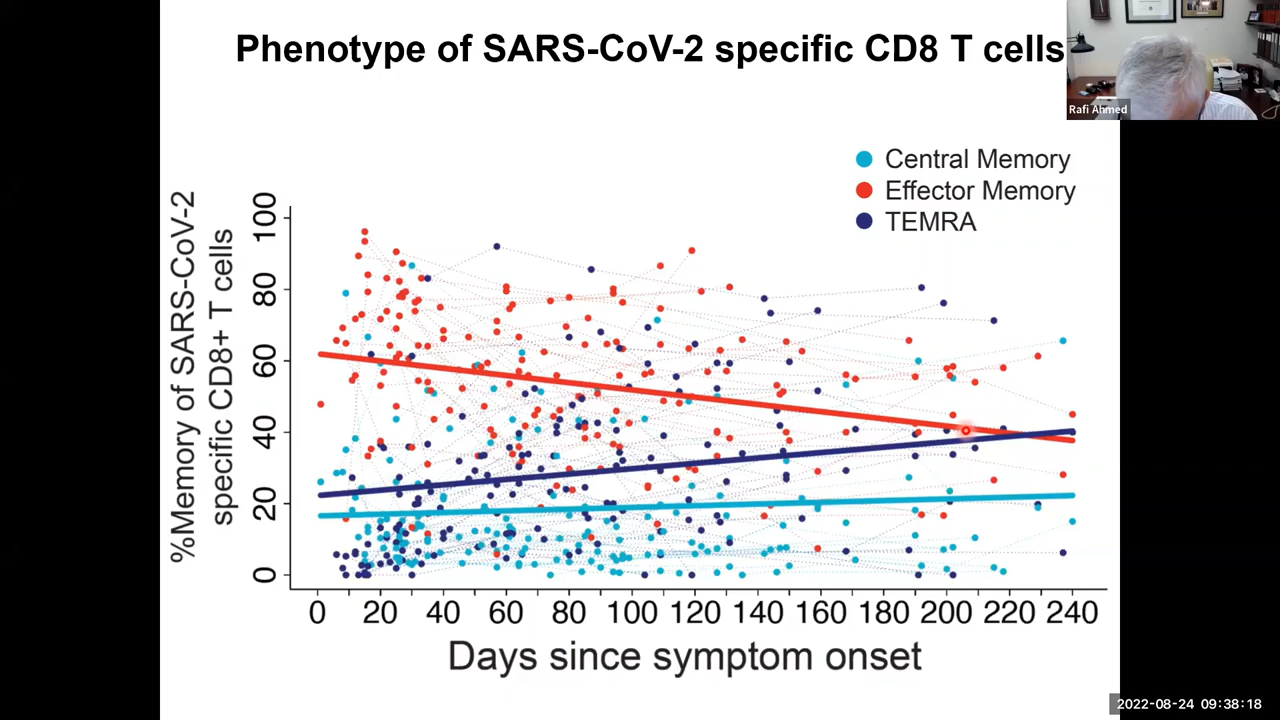 Phenotype of SARS-CoV-2 specific CD8 T cells
Rafi Ahmed
Central Memory
Effector Memory
TEMRA
%Memory of SARS-CoV-2
specific CD8+ T cells
100
80
60
40
20
0
0 20 40 60 80 100 120 140 160 180 200 220 240
Days since symptom onset
2022-08-24 09:38:18